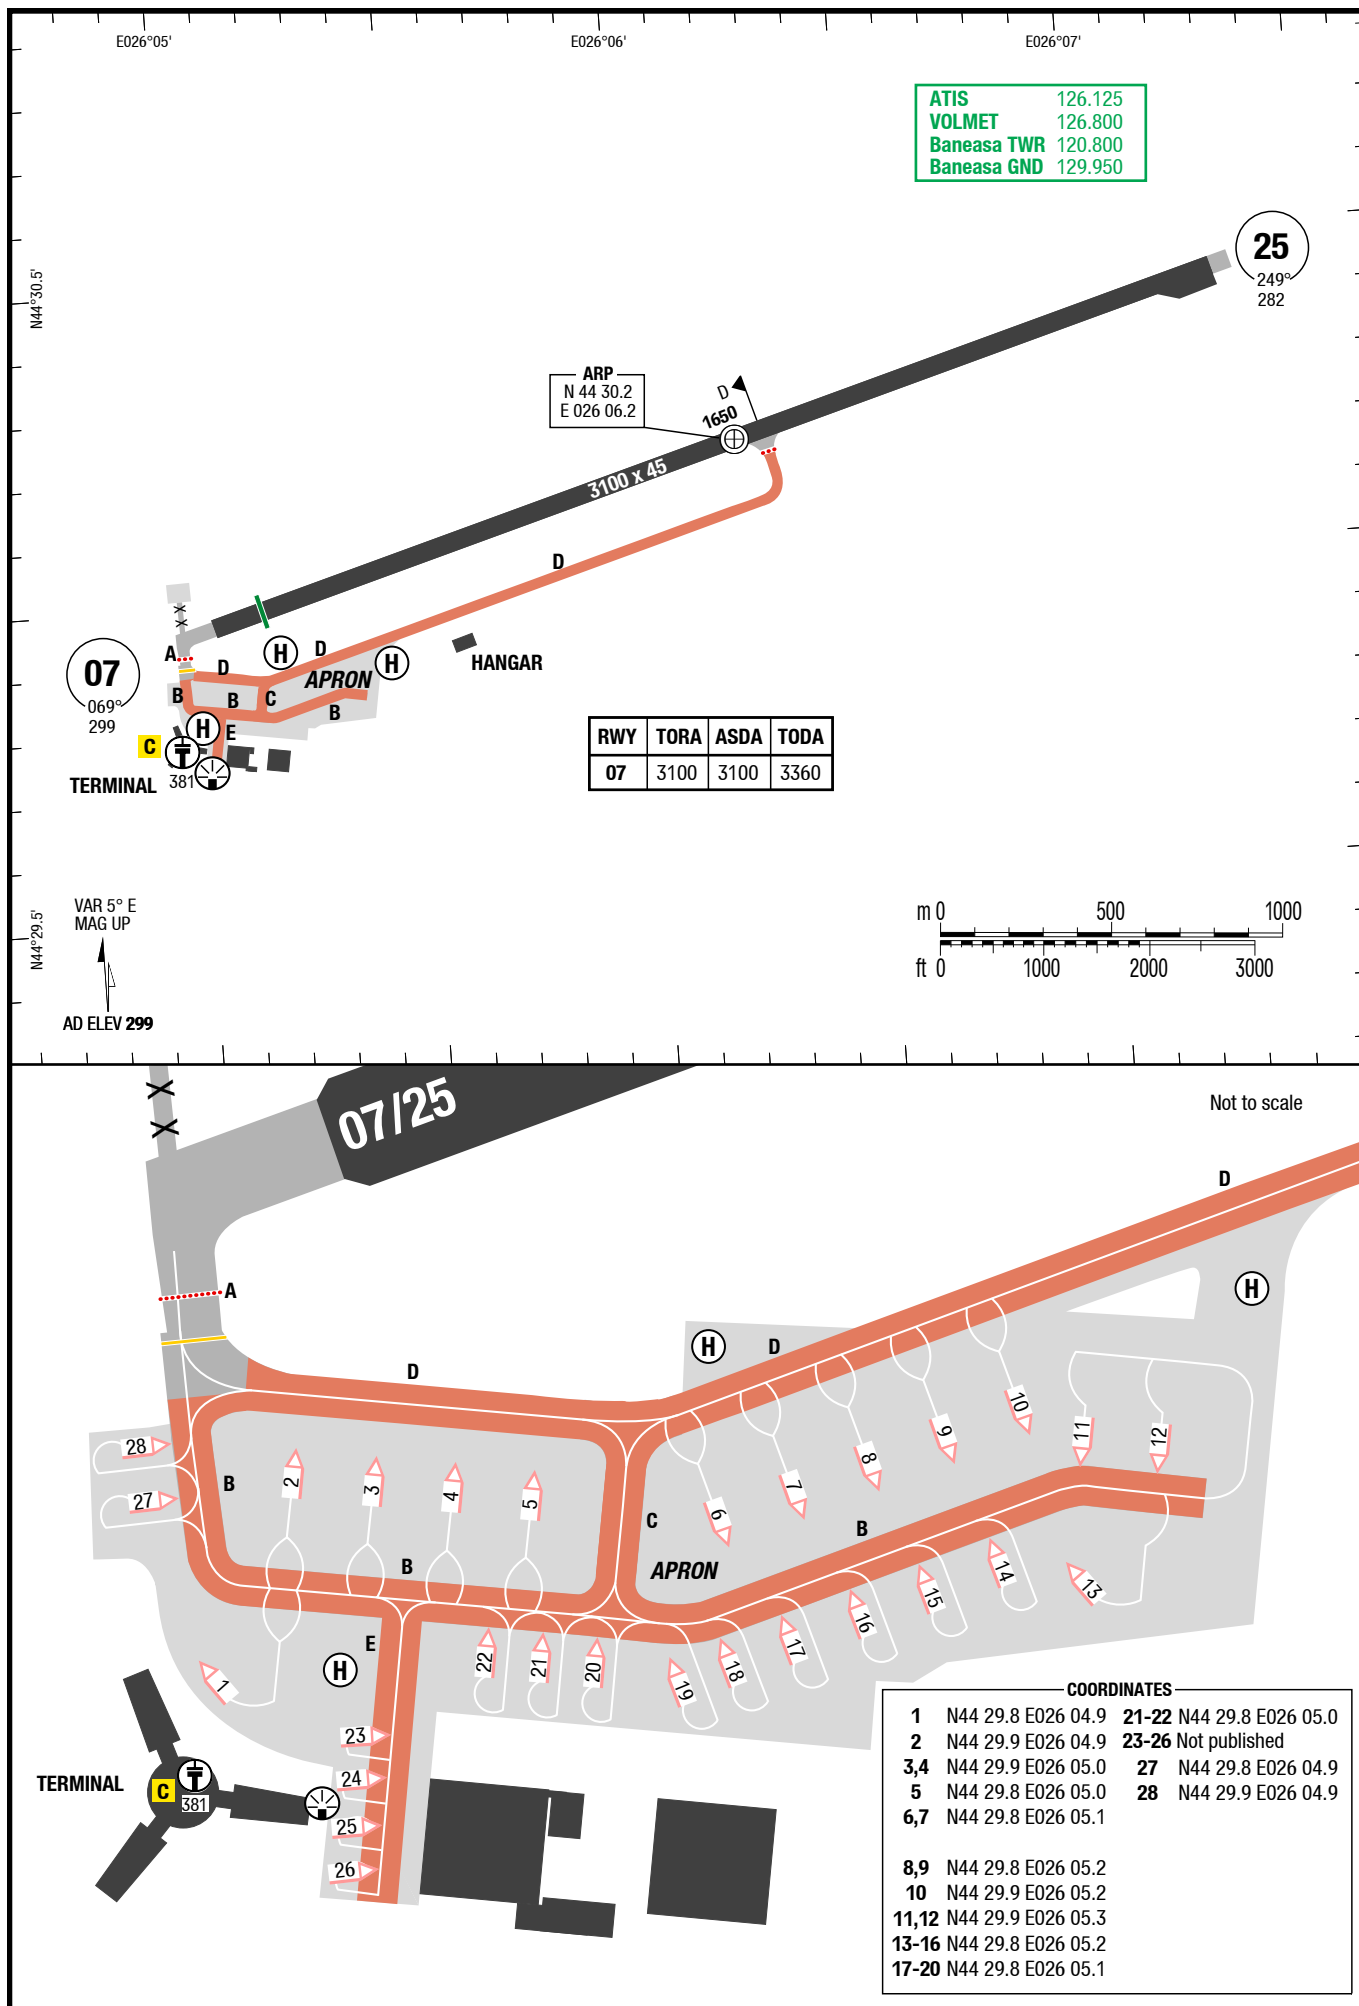 E026°05' E026°06' E026°07'
ATIS 126.125
VOLMET 126.800
Baneasa TWR 120.800
Baneasa GND 129.950
25
249°
282
N44°30.5'
ARP
N 44 30.2
E 026 06.2
D
1650
3100 x 45
D
X
X
A
H
D
H
HANGAR
07
069°
299
D
APRON
B
B
C
B
H
E
C
381
TERMINAL
RWY TORA ASDA TODA
07 3100 3100 3360
VAR 5° E
MAG UP
N44°29.5'
AD ELEV 299
m 0 500 1000
ft 0 1000 2000 3000
X
X
07/25
Not to scale
D
A
H
H
D
D
10
9
11
12
28
8
B
2
3
4
5
7
27
6
C
B
B
APRON
14
13
15
16
E
17
22
21
20
18
19
H
1
23
24
25
26
TERMINAL
C
381
COORDINATES
1 N44 29.8 E026 04.9 21-22 N44 29.8 E026 05.0
2 N44 29.9 E026 04.9 23-26 Not published
3,4 N44 29.9 E026 05.0 27 N44 29.8 E026 04.9
5 N44 29.8 E026 05.0 28 N44 29.9 E026 04.9
6,7 N44 29.8 E026 05.1
8,9 N44 29.8 E026 05.2
10 N44 29.9 E026 05.2
11,12 N44 29.9 E026 05.3
13-16 N44 29.8 E026 05.2
17-20 N44 29.8 E026 05.1